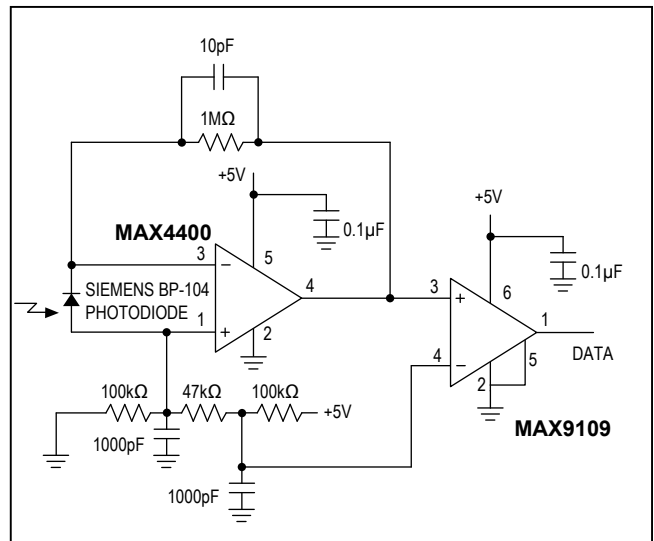 10pF
1MΩ
+5V
0.1µF
MAX4400
3
−
5
4
SIEMENS BP-104
PHOTODIODE
1
+
2
100kΩ
47kΩ
100kΩ
+5V
1000pF
1000pF
+5V
0.1µF
3
+
6
1
4
−
5
2
DATA
MAX9109